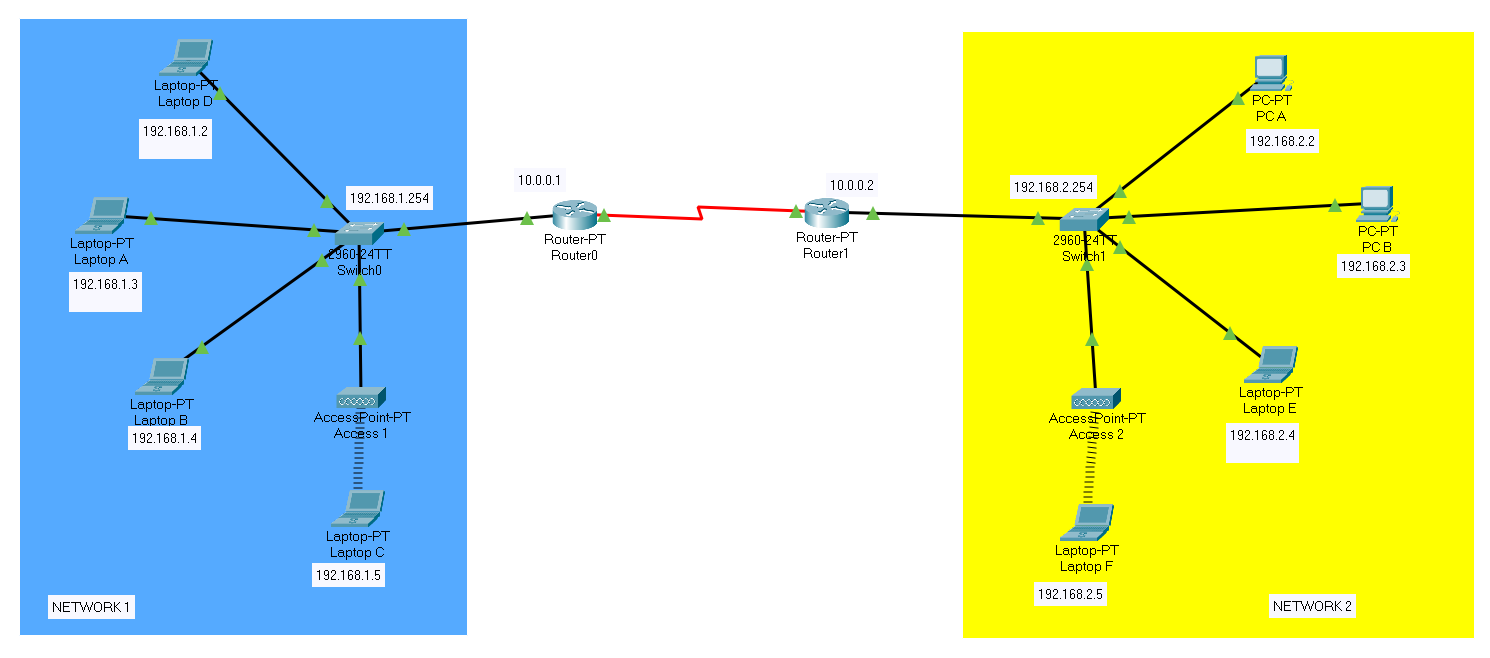 Laptop-PT
Laptop D
192.168.1.2
192.168.1.254
Laptop-PT
Laptop A
192.168.1.3
2960-24TT
Switch0
Laptop-PT
Laptop B
192.168.1.4
AccessPoint-PT
Access 1
Laptop-PT
Laptop C
192.168.1.5
NETWORK 1
10.0.0.1
Router-PT
Router0
10.0.0.2
Router-PT
Router1
PC-PT
PC A
192.168.2.2
192.168.2.254
2960-24TT
Switch1
PC-PT
PC B
192.168.2.3
Laptop-PT
Laptop E
192.168.2.4
AccessPoint-PT
Access 2
Laptop-PT
Laptop F
192.168.2.5
NETWORK 2